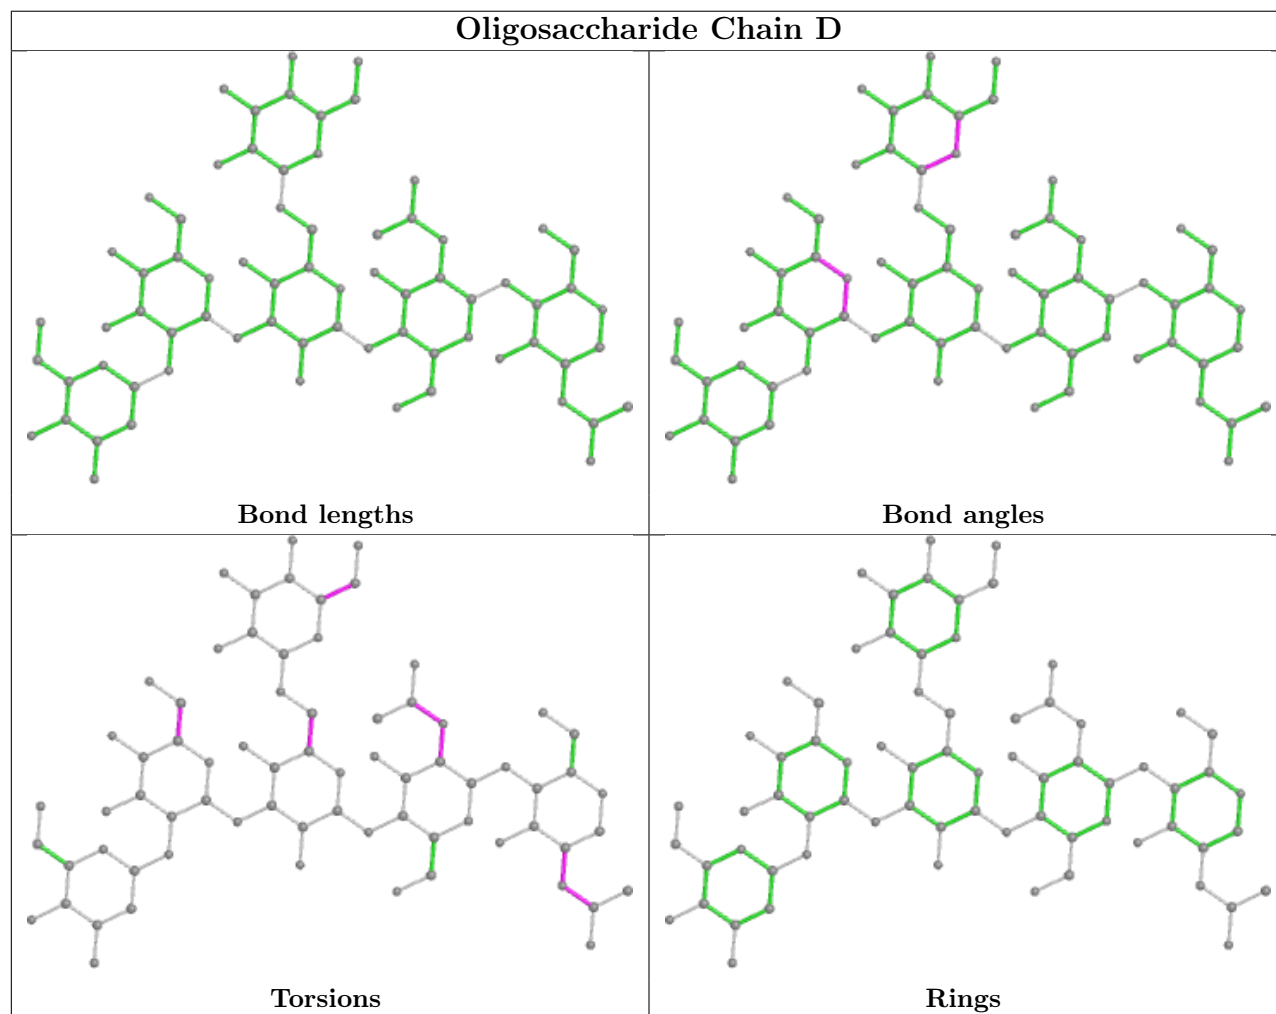 Oligosaccharide Chain D
Bond lengths
Bond angles
Torsions
Rings